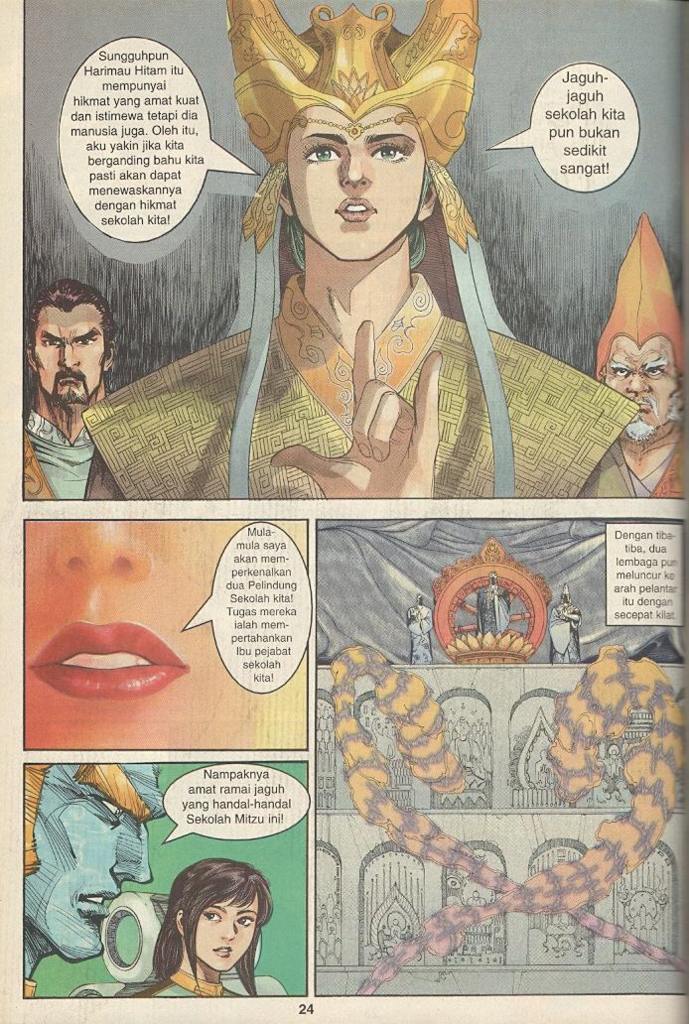 Sungguhpun
Harimau Hitam itu
mempunyai
hikmat yang amat kuat
dan istimewa tetapi dia
manusia juga. Oleh itu,
aku yakin jika kita
berganding bahu kita
pasti akan dapat
menewaskannya
dengan hikmat
sekolah kita!
Jaguh-
jaguh
sekolah kita
pun bukan
sedikit
sangat!
Mula-
mula saya
akan mem-
perkenalkan
dua Pelindung
Sekolah kita!
Tugas mereka
ialah mem-
pertahankan
Ibu pejabat
sekolah
kita!
Dengan tiba-
tiba, dua
lembaga pun
meluncur ke
arah pelantar
itu dengan
secepat kilat.
Nampaknya
amat ramai jaguh
yang handal-handal
Sekolah Mitzu ini!
24